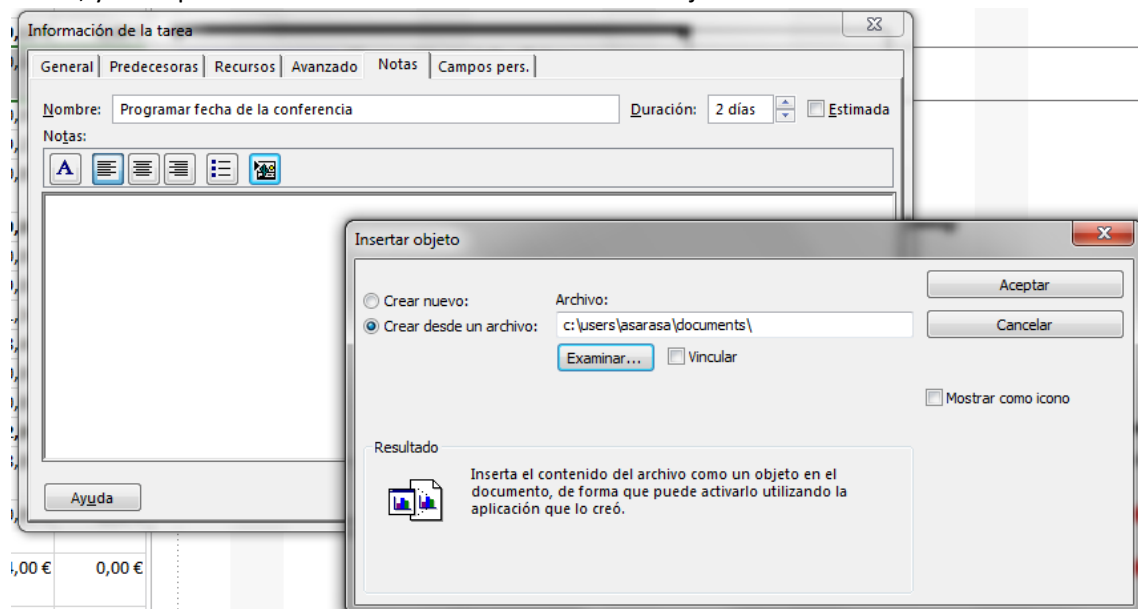 Información de la tarea
General Predecesoras Recursos Avanzado Notas Campos pers.
Nombre: Programar fecha de la conferencia Duración: 2 días Estimada
Notas:
A
Insertar objeto
Crear nuevo: Archivo: Aceptar
Crear desde un archivo: c:\users\asarasa\documents\ Cancelar
Examinar... Vincular
Mostrar como icono
Resultado
Inserta el contenido del archivo como un objeto en el
documento, de forma que puede activarlo utilizando la
aplicación que lo creó.
Ayuda
,00 € 0,00 €